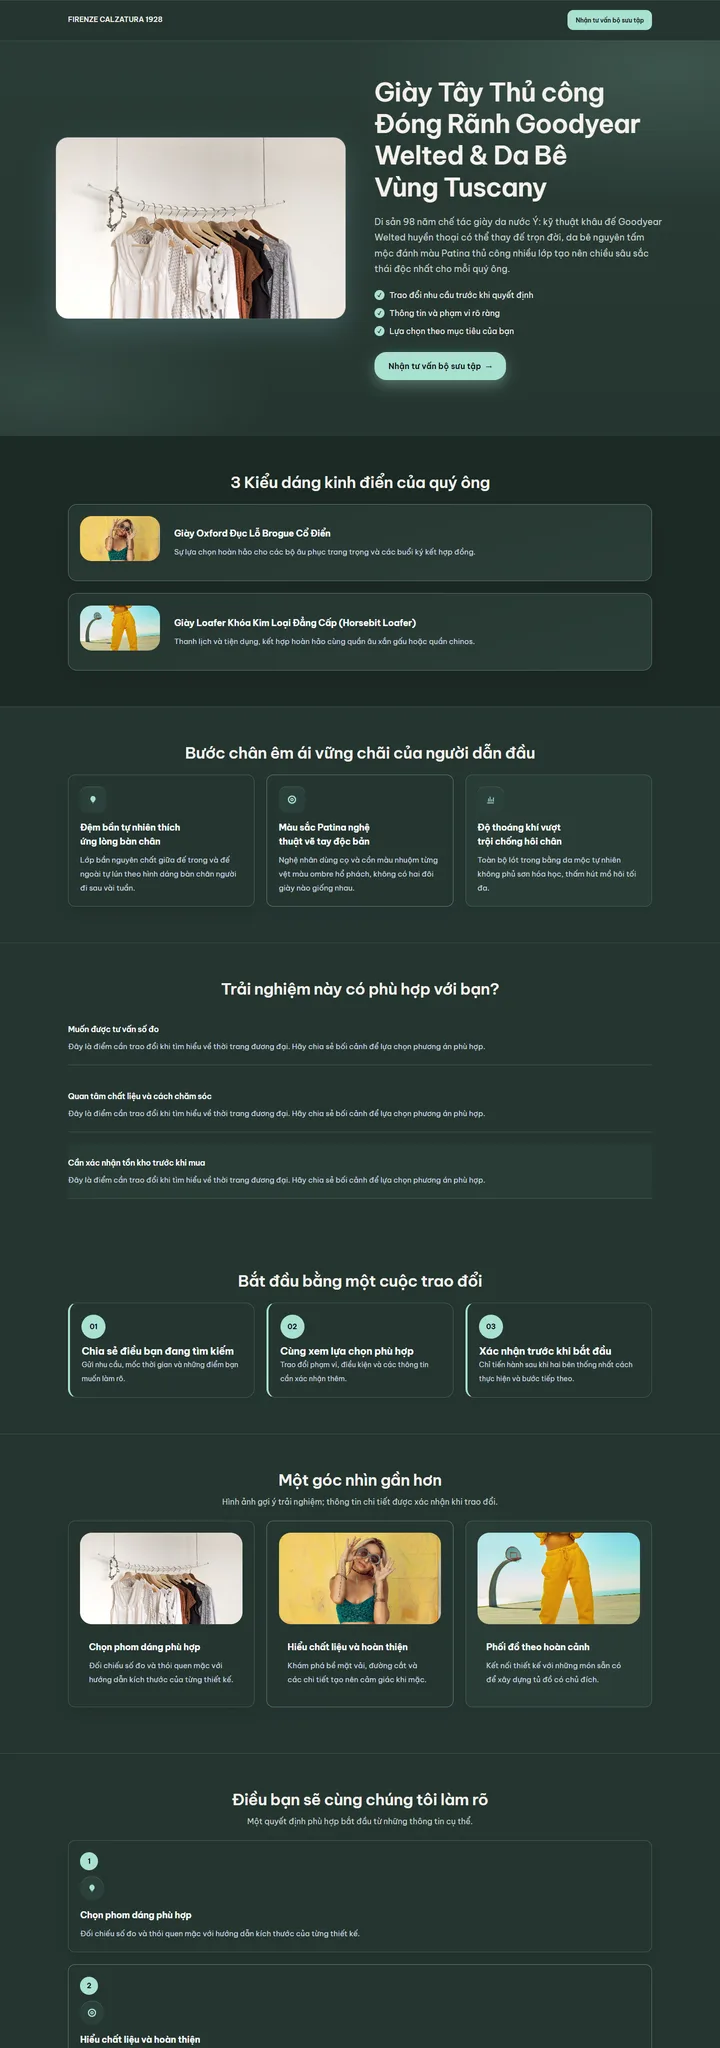 FIRENZE CALZATURA 1928
Nhận tư vấn bộ sưu tập
Giày Tây Thủ công
Đóng Rãnh Goodyear
Welted & Da Bê
Vùng Tuscany
Di sản 98 năm chế tác giày da nước Ý: kỹ thuật khâu đế Goodyear
Welted huyền thoại có thể thay đế trọn đời, da bê nguyên tấm
mộc đánh màu Patina thủ công nhiều lớp tạo nên chiều sâu sắc
thái độc nhất cho mỗi quý ông.
Trao đổi nhu cầu trước khi quyết định
Thông tin và phạm vi rõ ràng
Lựa chọn theo mục tiêu của bạn
Nhận tư vấn bộ sưu tập →
3 Kiểu dáng kinh điển của quý ông
Giày Oxford Đục Lỗ Brogue Cổ Điển
Sự lựa chọn hoàn hảo cho các bộ âu phục trang trọng và các buổi ký kết hợp đồng.
Giày Loafer Khóa Kim Loại Đẳng Cấp (Horsebit Loafer)
Thanh lịch và tiện dụng, kết hợp hoàn hảo cùng quần âu xắn gấu hoặc quần chinos.
Bước chân êm ái vững chãi của người dẫn đầu
Đệm bần tự nhiên thích
ứng lòng bàn chân
Lớp bần nguyên chất giữa đế trong và đế
ngoài tự lún theo hình dáng bàn chân người
đi sau vài tuần.
Màu sắc Patina nghệ
thuật vẽ tay độc bản
Nghệ nhân dùng cọ và cồn màu nhuộm từng
vệt màu ombre hổ phách, không có hai đôi
giày nào giống nhau.
Độ thoáng khí vượt
trội chống hôi chân
Toàn bộ lót trong bằng da mộc tự nhiên
không phủ sơn hóa học, thấm hút mồ hôi tối
đa.
Trải nghiệm này có phù hợp với bạn?
Muốn được tư vấn số đo
Đây là điểm cần trao đổi khi tìm hiểu về thời trang đương đại. Hãy chia sẻ bối cảnh để lựa chọn phương án phù hợp.
Quan tâm chất liệu và cách chăm sóc
Đây là điểm cần trao đổi khi tìm hiểu về thời trang đương đại. Hãy chia sẻ bối cảnh để lựa chọn phương án phù hợp.
Cần xác nhận tồn kho trước khi mua
Đây là điểm cần trao đổi khi tìm hiểu về thời trang đương đại. Hãy chia sẻ bối cảnh để lựa chọn phương án phù hợp.
Bắt đầu bằng một cuộc trao đổi
01
Chia sẻ điều bạn đang tìm kiếm
Gửi nhu cầu, mốc thời gian và những điểm bạn
muốn làm rõ.
02
Cùng xem lựa chọn phù hợp
Trao đổi phạm vi, điều kiện và các thông tin
cần xác nhận thêm.
03
Xác nhận trước khi bắt đầu
Chỉ tiến hành sau khi hai bên thống nhất cách
thực hiện và bước tiếp theo.
Một góc nhìn gần hơn
Hình ảnh gợi ý trải nghiệm; thông tin chi tiết được xác nhận khi trao đổi.
Chọn phom dáng phù hợp
Đối chiếu số đo và thói quen mặc với
hướng dẫn kích thước của từng thiết kế.
Hiểu chất liệu và hoàn thiện
Khám phá bề mặt vải, đường cắt và
các chi tiết tạo nên cảm giác khi mặc.
Phối đồ theo hoàn cảnh
Kết nối thiết kế với những món sẵn có
để xây dựng tủ đồ có chủ đích.
Điều bạn sẽ cùng chúng tôi làm rõ
Một quyết định phù hợp bắt đầu từ những thông tin cụ thể.
1
Chọn phom dáng phù hợp
Đối chiếu số đo và thói quen mặc với hướng dẫn kích thước của từng thiết kế.
2
Hiểu chất liệu và hoàn thiện